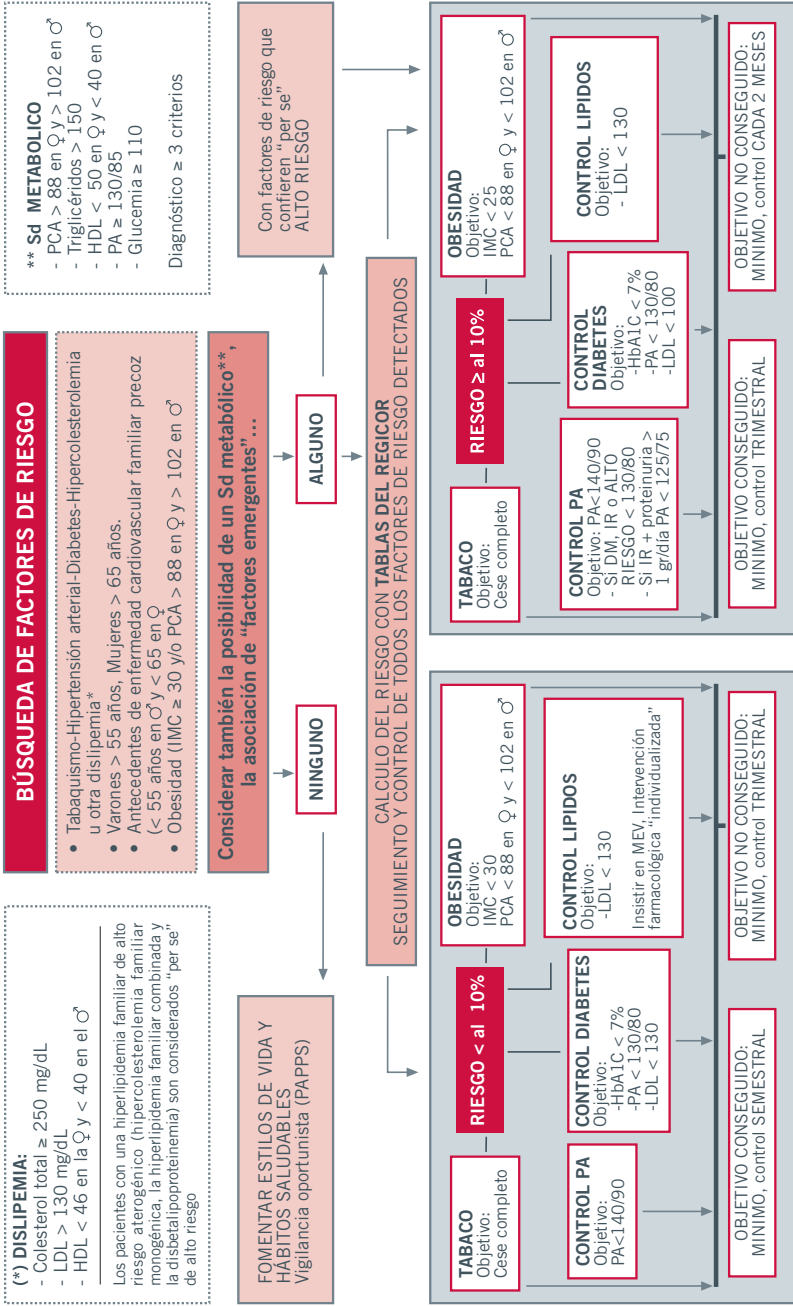 (*) DISLIPEMIA:
- Colesterol total ≥ 250 mg/dL
- LDL > 130 mg/dL
- HDL < 46 en la ♀ y < 40 en el ♂
Los pacientes con una hiperlipidemia familiar de alto
riesgo aterogénico (hipercolesterolemia familiar
monogénica, la hiperlipidemia familiar combinada y
la disbetalipoproteinemia) son considerados "per se"
de alto riesgo
BÚSQUEDA DE FACTORES DE RIESGO
• Tabaquismo-Hipertensión arterial-Diabetes-Hipercolesterolemia
u otra dislipemia*
• Varones > 55 años, Mujeres > 65 años.
• Antecedentes de enfermedad cardiovascular familiar precoz
(< 55 años en ♂ y < 65 en ♀
• Obesidad (IMC ≥ 30 y/o PCA > 88 en ♀ y > 102 en ♂
Considerar también la posibilidad de un Sd metabólico**,
la asociación de "factores emergentes"...
** Sd METABOLICO
- PCA > 88 en ♀ y > 102 en ♂
- Triglicéridos > 150
- HDL < 50 en ♀ y < 40 en ♂
- PA ≥ 130/85
- Glucemia ≥ 110
Diagnóstico ≥ 3 criterios
NINGUNO
ALGUNO
FOMENTAR ESTILOS DE VIDA Y
HÁBITOS SALUDABLES
Vigilancia oportunista (PAPPS)
Con factores de riesgo que
confieren "per se"
ALTO RIESGO
CALCULO DEL RIESGO CON TABLAS DEL REGICOR
SEGUIMIENTO Y CONTROL DE TODOS LOS FACTORES DE RIESGO DETECTADOS
TABACO
Objetivo:
Cese completo
RIESGO < al 10%
OBESIDAD
Objetivo:
IMC < 30
PCA < 88 en ♀ y < 102 en ♂
CONTROL PA
Objetivo:
PA<140/90
CONTROL DIABETES
Objetivo:
-HbA1C < 7%
-PA < 130/80
-LDL < 130
CONTROL LIPIDOS
Objetivo:
-LDL < 130
Insistir en MEV, Intervención
farmacológica "individualizada"
OBJETIVO CONSEGUIDO:
MINIMO, control SEMESTRAL
OBJETIVO NO CONSEGUIDO:
MINIMO, control TRIMESTRAL
TABACO
Objetivo:
Cese completo
RIESGO ≥ al 10%
OBESIDAD
Objetivo:
IMC < 25
PCA < 88 en ♀ y < 102 en ♂
CONTROL PA
Objetivo: PA<140/90
- Si DM, IR o ALTO
RIESGO < 130/80
- Si IR + proteinuria >
1 gr/día PA < 125/75
CONTROL
DIABETES
Objetivo:
-HbA1C < 7%
-PA < 130/80
-LDL < 100
CONTROL LIPIDOS
Objetivo:
- LDL < 130
OBJETIVO CONSEGUIDO:
MINIMO, control TRIMESTRAL
OBJETIVO NO CONSEGUIDO:
MINIMO, control CADA 2 MESES